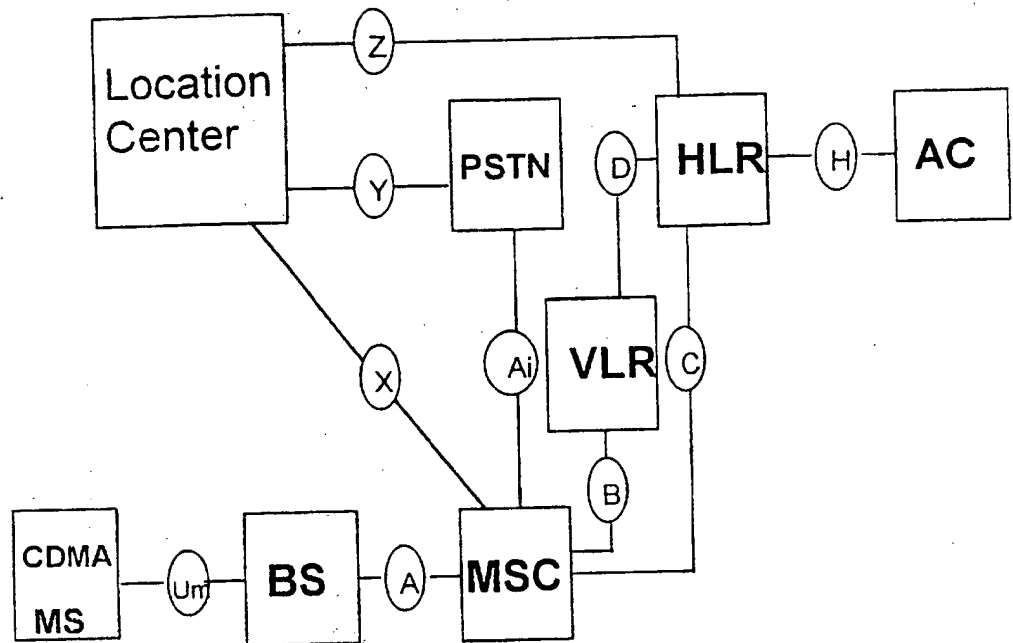 Z
Location
Center
PSTN
D
HLR
H
AC
Y
VLR
C
Ai
X
B
CDMA
MS
Um
BS
A
MSC